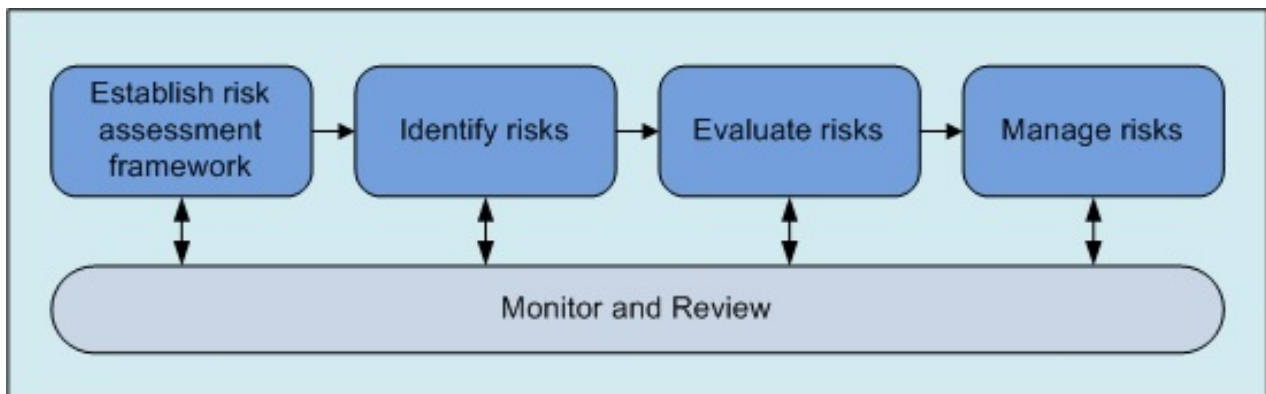 Establish risk
assessment
framework
Identify risks
Evaluate risks
Manage risks
Monitor and Review